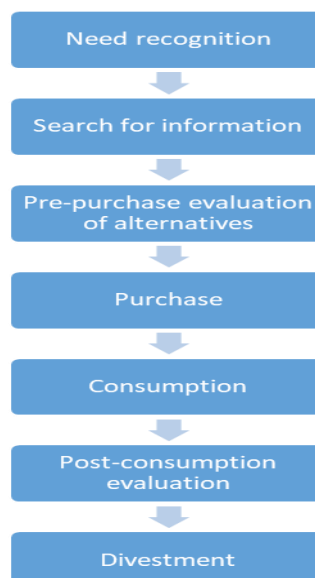 Need recognition
Search for information
Pre-purchase evaluation
of alternatives
Purchase
Consumption
Post-consumption
evaluation
Divestment